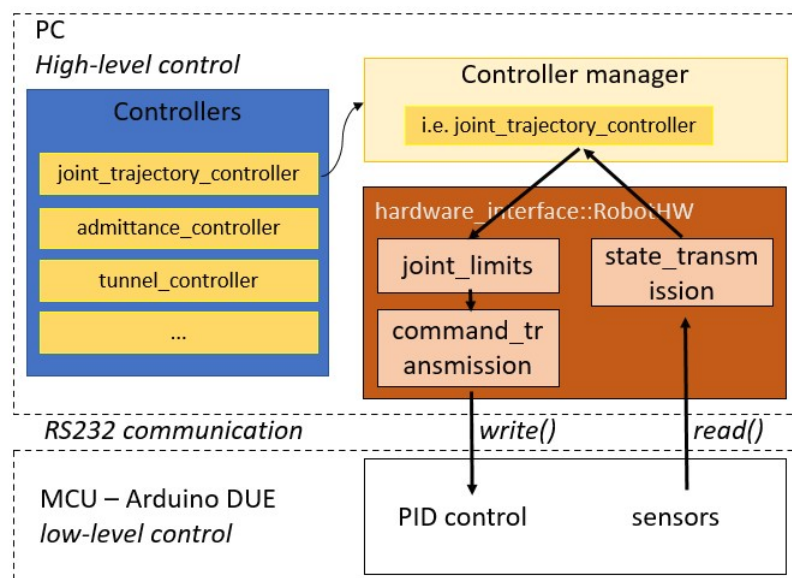 PC
High-level control
Controllers
joint_trajectory_controller
admittance_controller
tunnel_controller
...
Controller manager
i.e. joint_trajectory_controller
hardware_interface::RobotHW
joint_limits
command_tr
ansmission
state_transm
ission
RS232 communication
write()
read()
MCU – Arduino DUE
low-level control
PID control
sensors